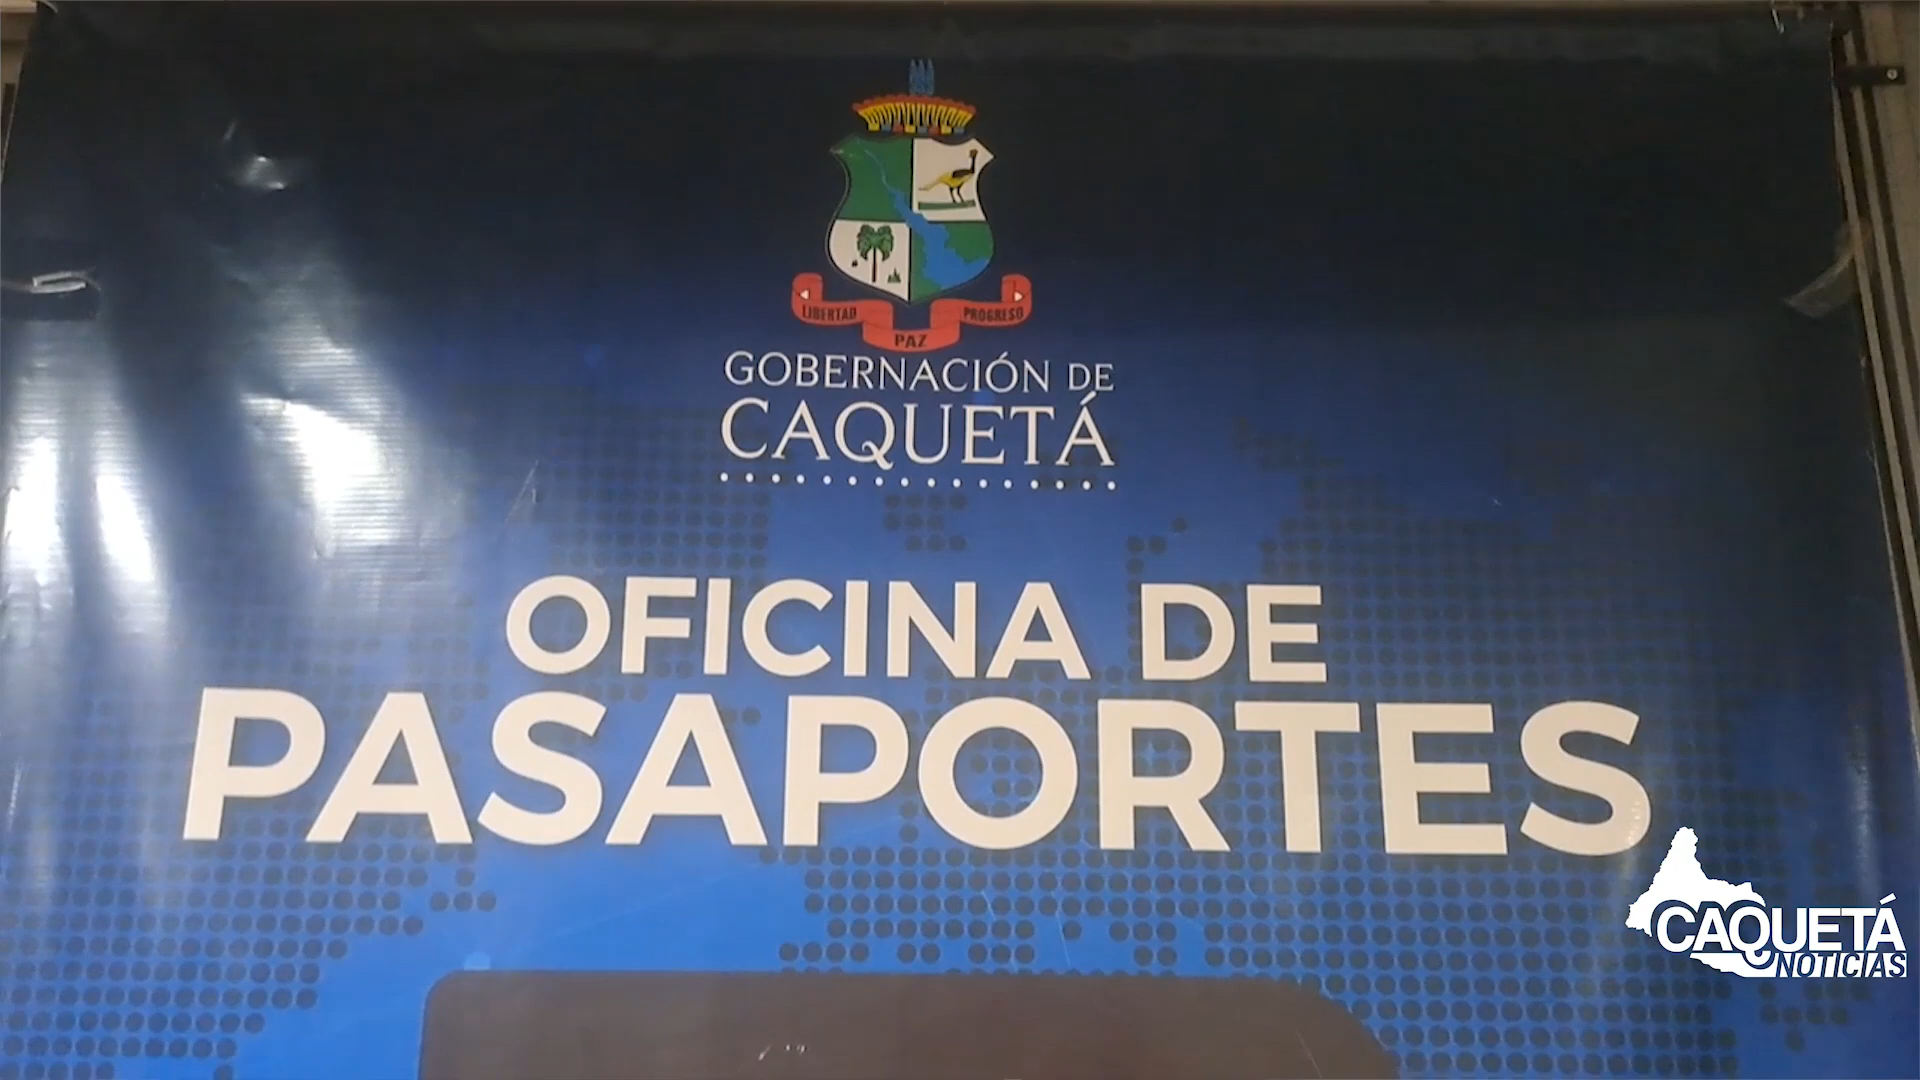 LIBERTAD PAZ PROGRESO
GOBERNACIÓN DE
CAQUETÁ
OFICINA DE
PASAPORTES
CAQUETÁ
NOTICIAS